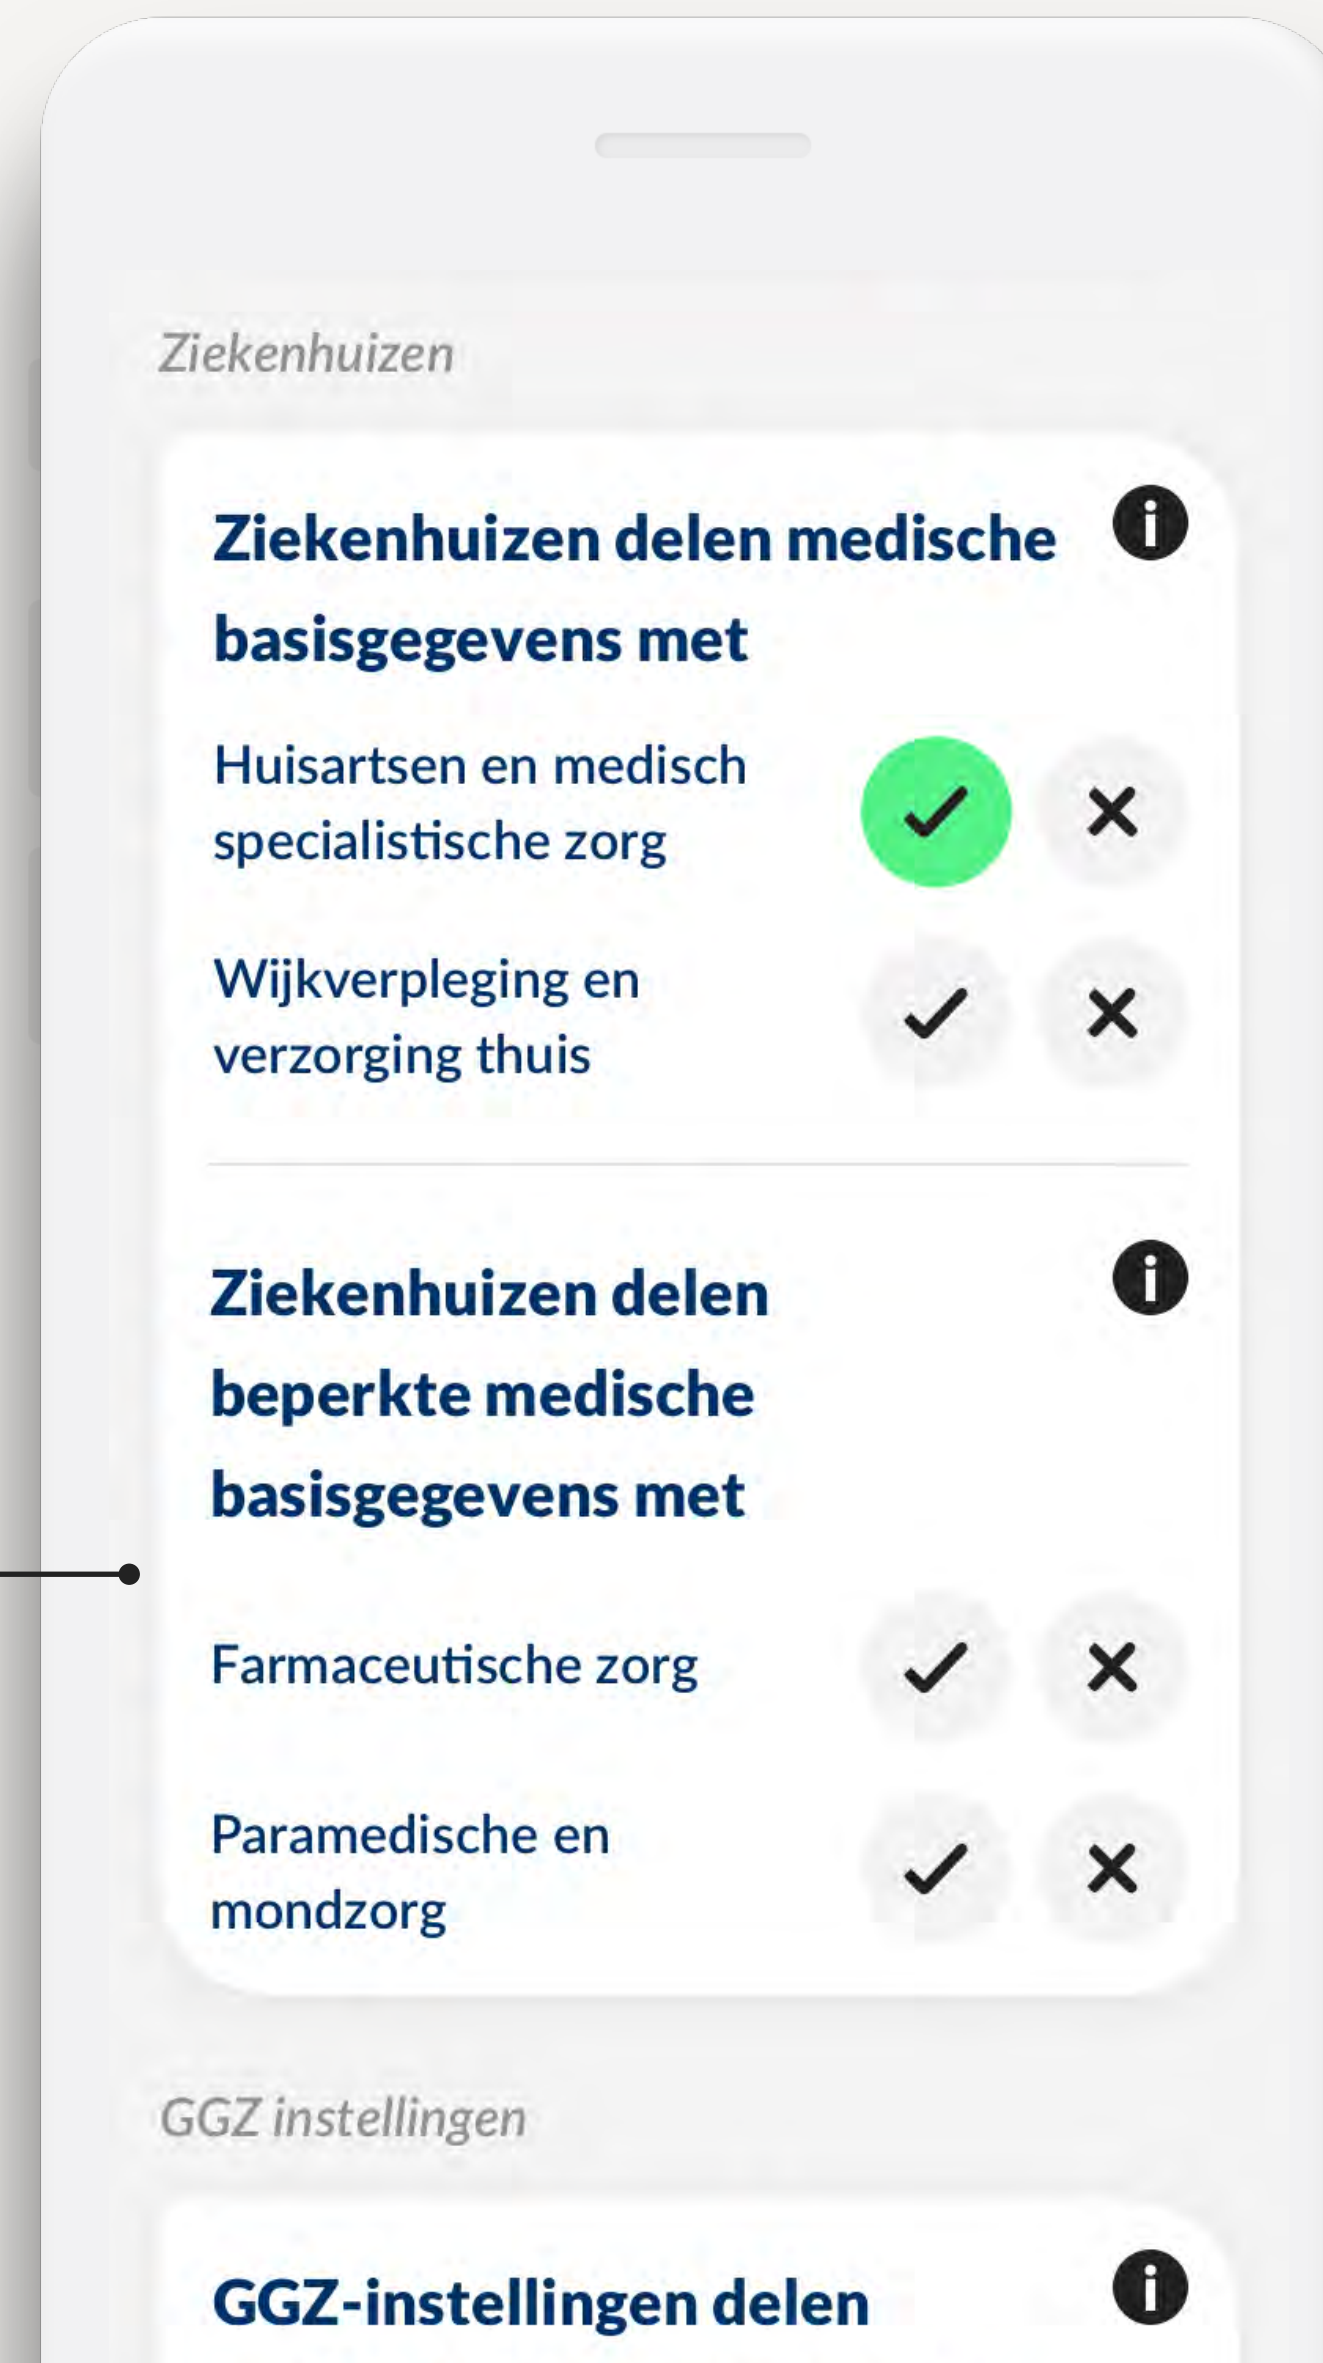 Ziekenhuizen
Ziekenhuizen delen medische
basisgegevens met
Huisartsen en medisch
specialistische zorg
Wijkverpleging en
verzorging thuis
Ziekenhuizen delen
beperkte medische
basisgegevens met
Farmaceutische zorg
Paramedische en
mondzorg
GGZ instellingen
GGZ-instellingen delen